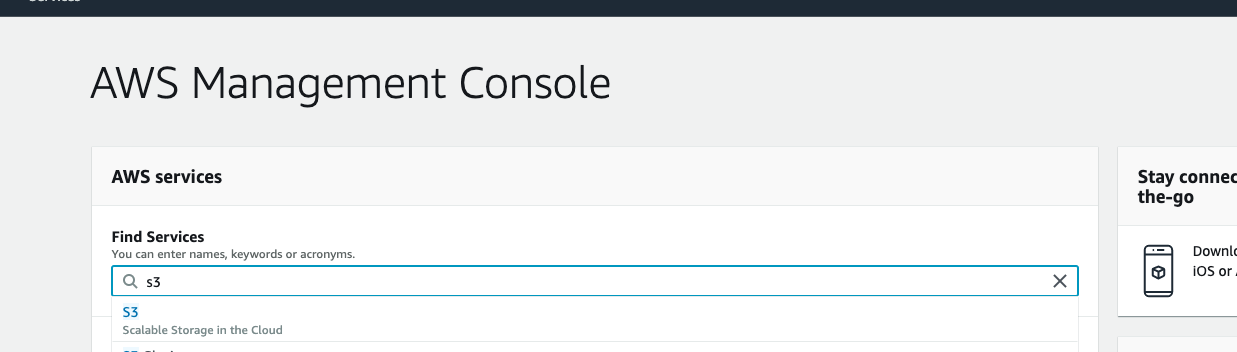 Services
AWS Management Console
AWS services
Find Services
You can enter names, keywords or acronyms.
s3
S3
Scalable Storage in the Cloud
Stay connec
the-go
Downlo
iOS or